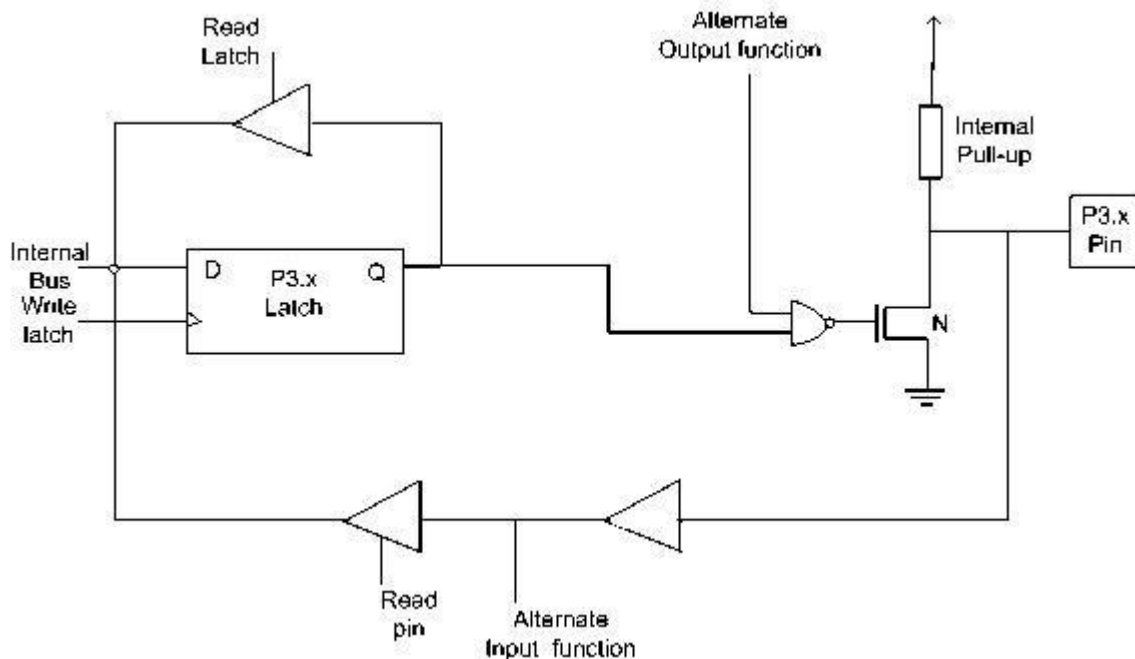 Read
Latch
Alternate
Output function
Internal
Pull-up
P3.x
Pin
Internal
Bus
Write
latch
D
P3.x
Latch
Q
N
Read
pin
Alternate
Input function